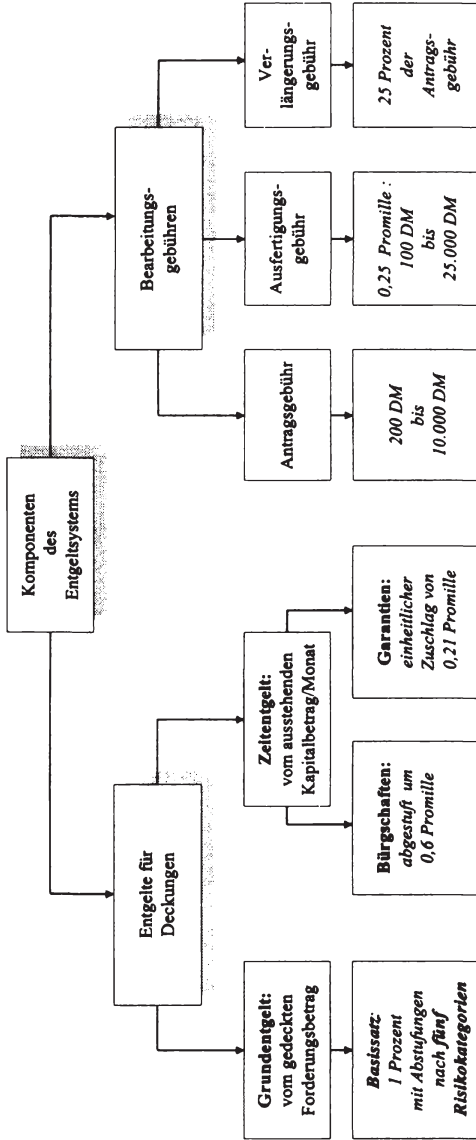 Komponenten
des
Entgeltsystems
Entgelte für
Deckungen
Bearbeitungs-
gebühren
Grundentgelt:
vom gedeckten
Forderungsbetrag
Zeitentgelt:
vom ausstehenden
Kapitalbetrag/Monat
Antragsgebühr
Ausfertigungs-
gebühr
Ver-
längerungs-
gebühr
Basissatz:
1 Prozent
mit Abstufungen
nach fünf
Risikokategorien
Bürgschaften:
abgestuft um
0,6 Promille
Garantien:
einheitlicher
Zuschlag von
0,21 Promille
200 DM
bis
10.000 DM
0,25 Promille :
100 DM
bis
25.000 DM
25 Prozent
der
Antrags-
gebühr